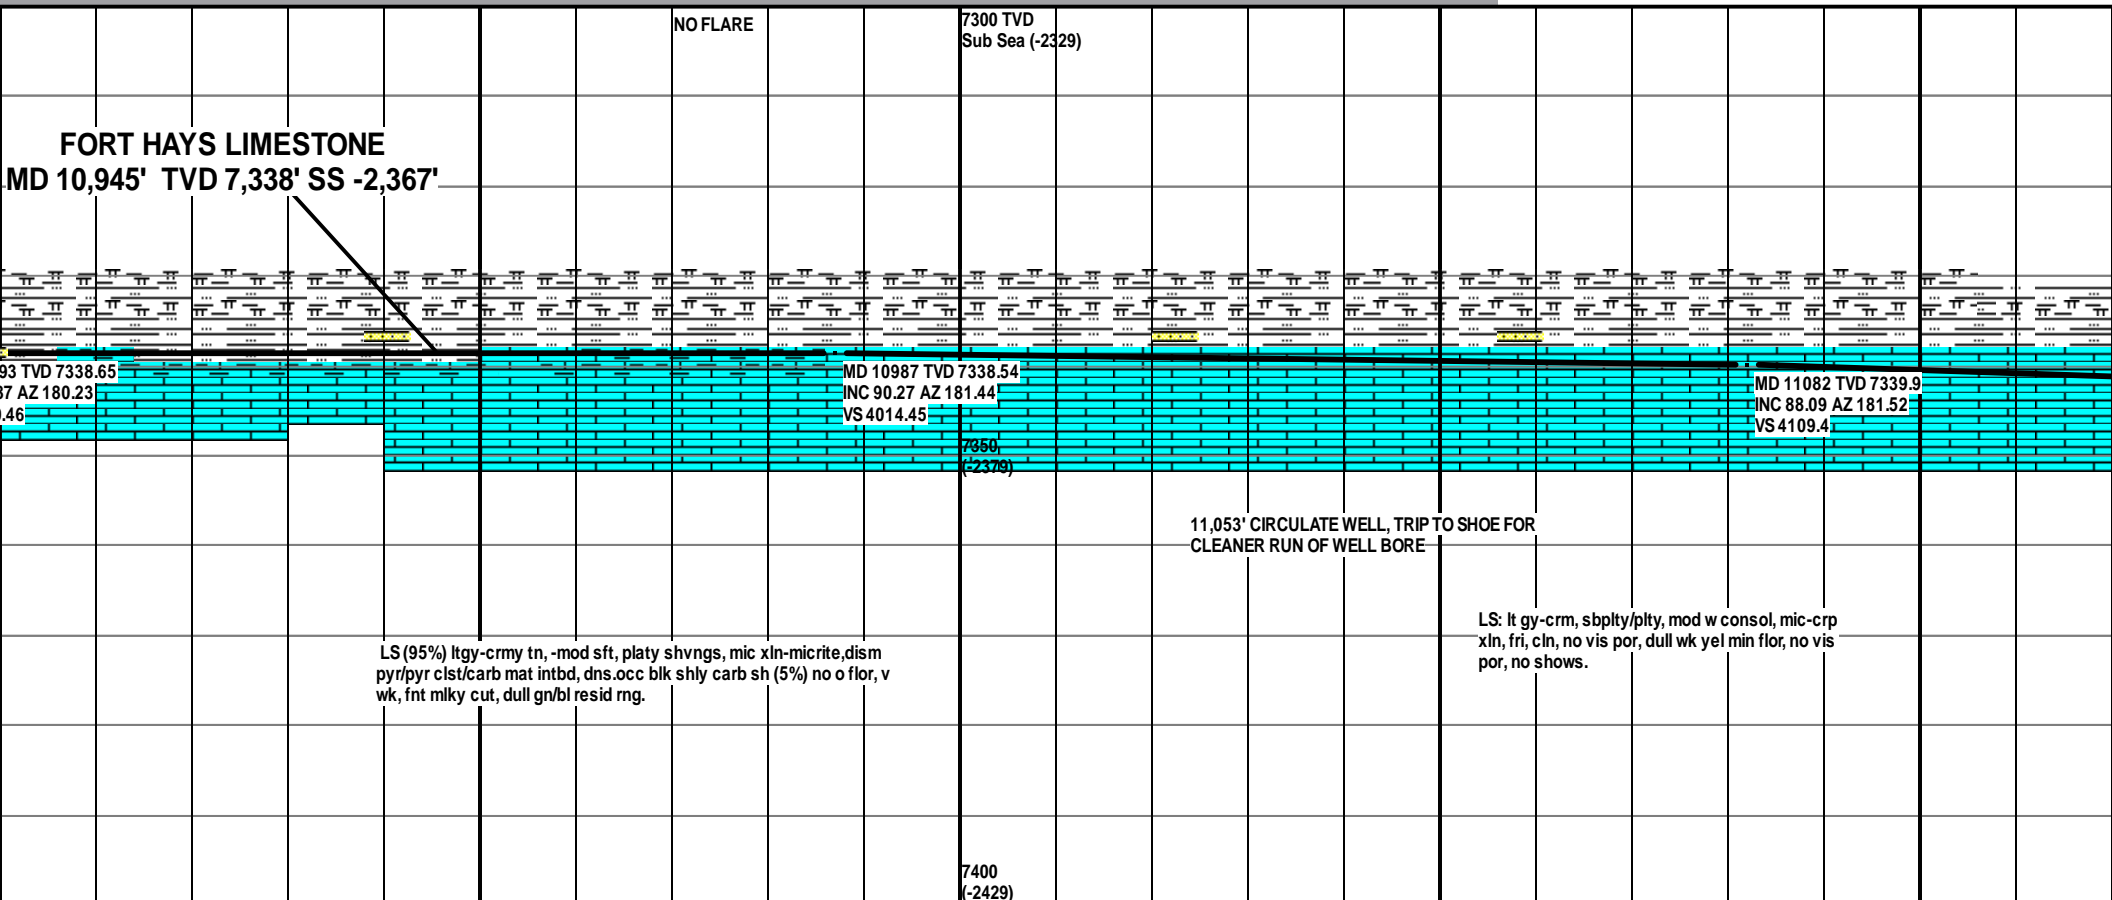 NO FLARE
7300 TVD
Sub Sea (-2329)
FORT HAYS LIMESTONE
MD 10,945' TVD 7,338' SS -2,367'
93 TVD 7338.65
37 AZ 180.23
.46
MD 10987 TVD 7338.54
INC 90.27 AZ 181.44
VS 4014.45
MD 11082 TVD 7339.9
INC 88.09 AZ 181.52
VS 4109.4
7350
(-2379)
11,053' CIRCULATE WELL, TRIP TO SHOE FOR
CLEANER RUN OF WELL BORE
LS: lt gy-crm, sbplty/plty, mod w consol, mic-crp
xln, fri, cln, no vis por, dull wk yel min flor, no vis
por, no shows.
LS (95%) ltgy-crmy tn, -mod sft, platy shvngs, mic xln-micrite,dism
pyr/pyr clst/carb mat intbd, dns.occ blk shly carb sh (5%) no o flor, v
wk, fnt mlky cut, dull gn/bl resid rng.
7400
(-2429)